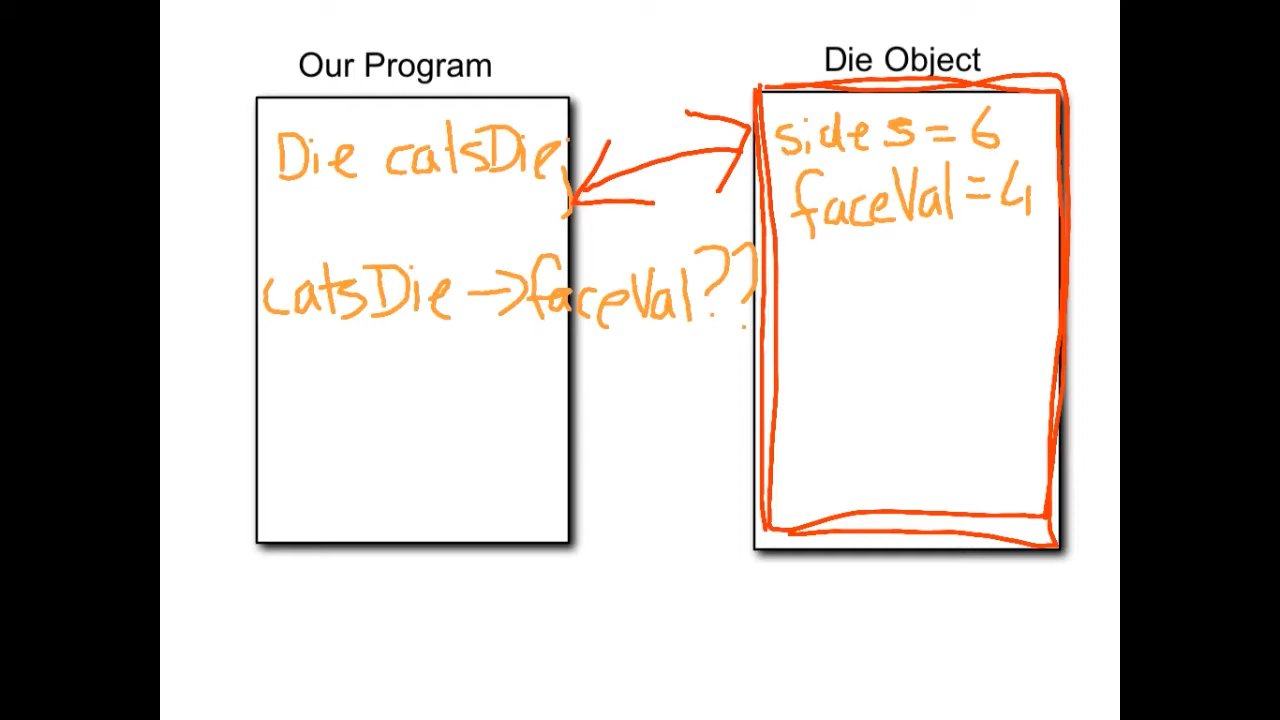 Our Program
Die catsDie;
catsDie → faceVal??
Die Object
sides = 6
faceVal = 4